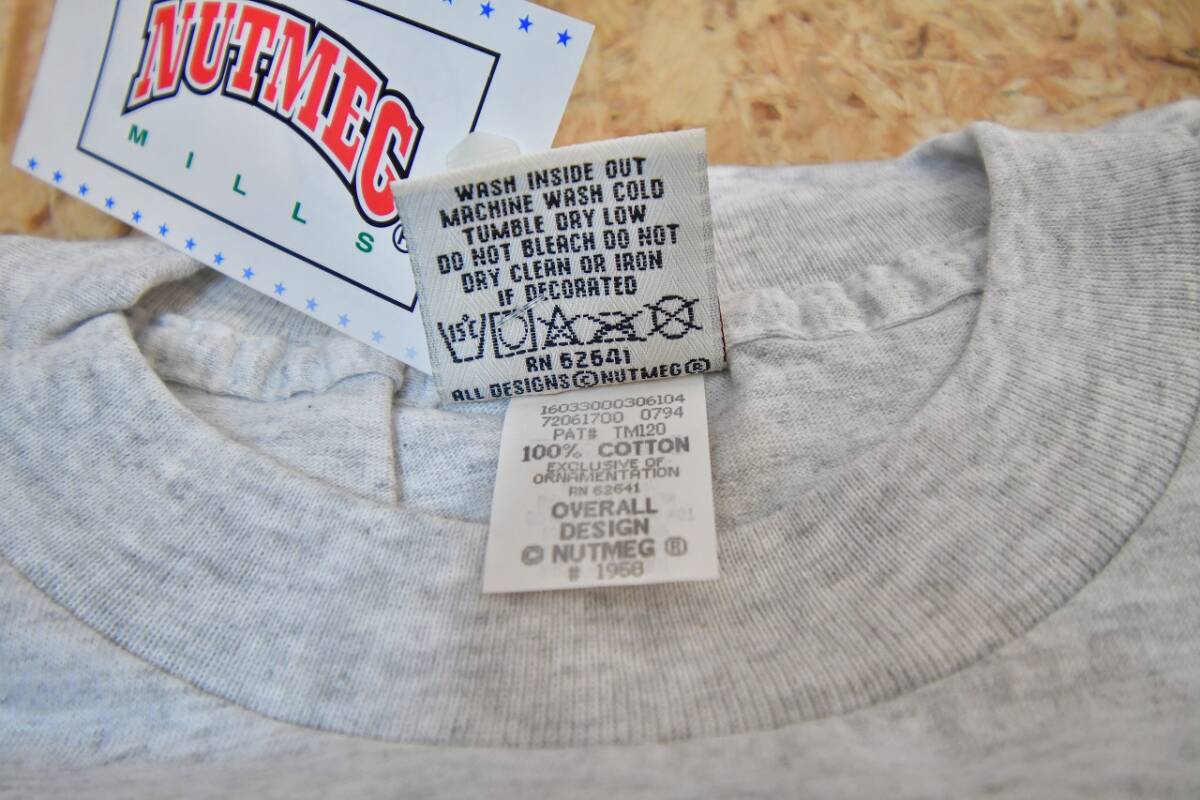 NUTMEG
MILLS
®
WASH INSIDE OUT
MACHINE WASH COLD
TUMBLE DRY LOW
DO NOT BLEACH DO NOT
DRY CLEAN OR IRON
IF DECORATED
15°C
RN 62641
ALL DESIGNS © NUTMEG ®
16033000306104
72061700 0794
PAT# TM120
100% COTTON
EXCLUSIVE OF
ORNAMENTATION
RN 62641
OVERALL
DESIGN
© NUTMEG ®
# 1968